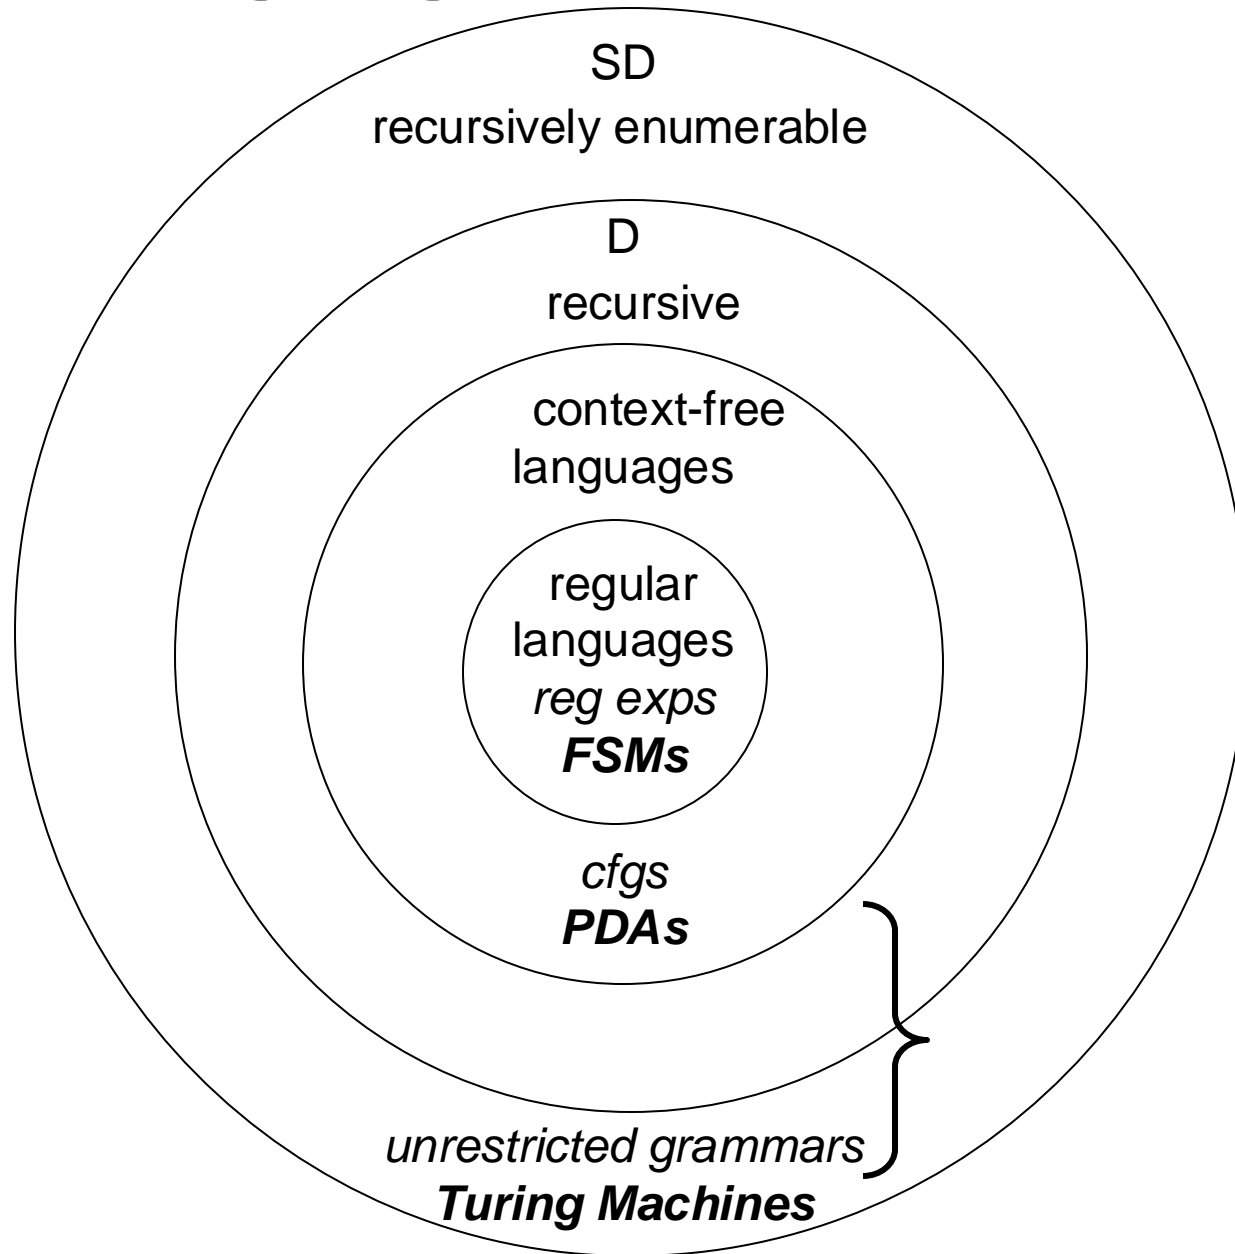 SD
recursively enumerable
D
recursive
context-free
languages
regular
languages
reg exps
FSMs
cfgs
PDAs
unrestricted grammars
Turing Machines